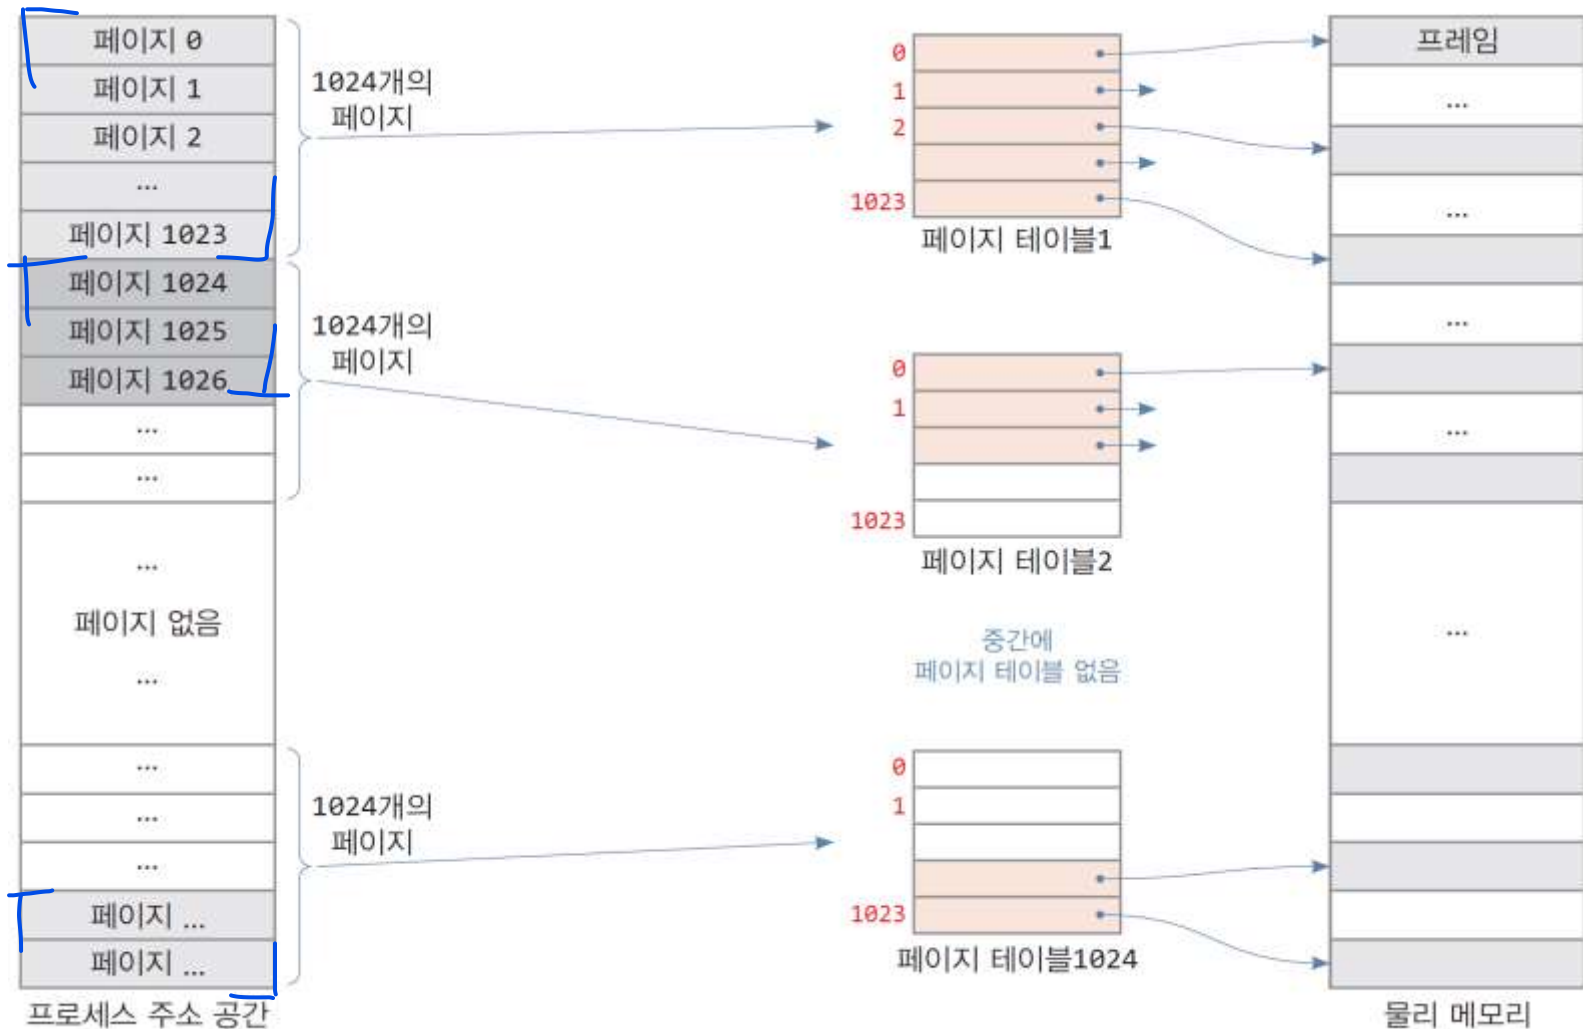 페이지 0
페이지 1
페이지 2
...
페이지 1023
페이지 1024
페이지 1025
페이지 1026
...
...
...
페이지 없음
...
...
...
...
페이지 ...
페이지 ...
프로세스 주소 공간
1024개의
페이지
1024개의
페이지
1024개의
페이지
0
1
2
1023
페이지 테이블1
0
1
1023
페이지 테이블2
중간에
페이지 테이블 없음
0
1
1023
페이지 테이블1024
프레임
...
...
...
...
...
물리 메모리